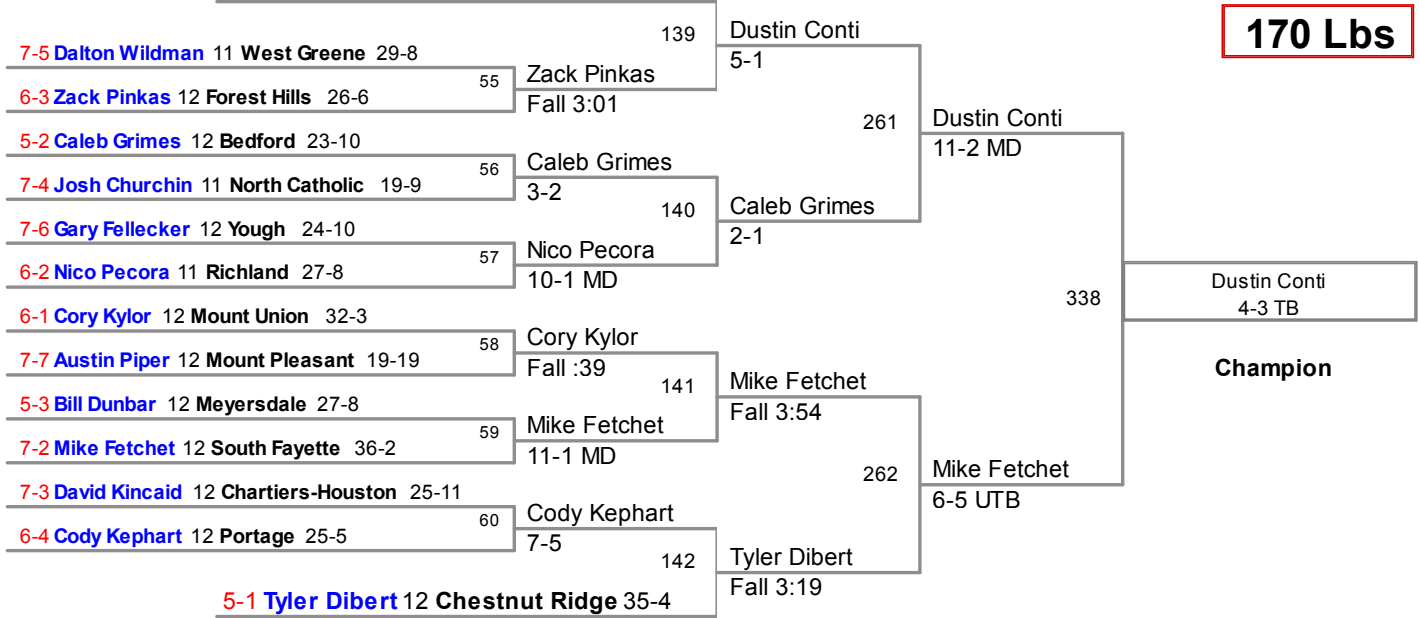 170 Lbs
139
Dustin Conti
5-1
7-5 Dalton Wildman 11 West Greene 29-8
55
Zack Pinkas
Fall 3:01
6-3 Zack Pinkas 12 Forest Hills 26-6
261
Dustin Conti
11-2 MD
5-2 Caleb Grimes 12 Bedford 23-10
56
Caleb Grimes
3-2
7-4 Josh Churchin 11 North Catholic 19-9
140
Caleb Grimes
2-1
7-6 Gary Fellecker 12 Yough 24-10
57
Nico Pecora
10-1 MD
6-2 Nico Pecora 11 Richland 27-8
338
Dustin Conti
4-3 TB
Champion
6-1 Cory Kylor 12 Mount Union 32-3
58
Cory Kylor
Fall :39
7-7 Austin Piper 12 Mount Pleasant 19-19
141
Mike Fetchet
Fall 3:54
5-3 Bill Dunbar 12 Meyersdale 27-8
59
Mike Fetchet
11-1 MD
7-2 Mike Fetchet 12 South Fayette 36-2
262
Mike Fetchet
6-5 UTB
7-3 David Kincaid 12 Chartiers-Houston 25-11
60
Cody Kephart
7-5
6-4 Cody Kephart 12 Portage 25-5
142
Tyler Dibert
Fall 3:19
5-1 Tyler Dibert 12 Chestnut Ridge 35-4